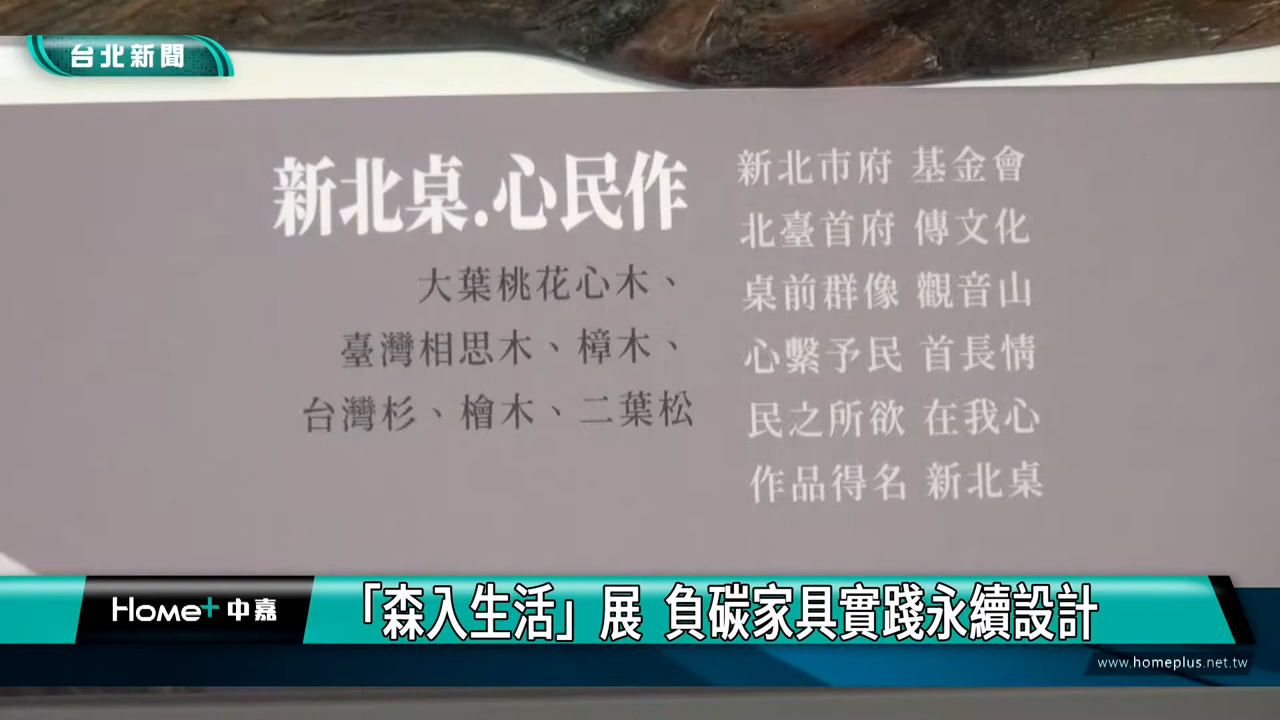 台北新聞
新北桌.心民作
大葉桃花心木、
臺灣相思木、樟木、
台灣杉、檜木、二葉松
新北市府 基金會
北臺首府 傳文化
桌前群像 觀音山
心繫予民 首長情
民之所欲 在我心
作品得名 新北桌
Home+中嘉
「森入生活」展 負碳家具實踐永續設計
www.homeplus.net.tw